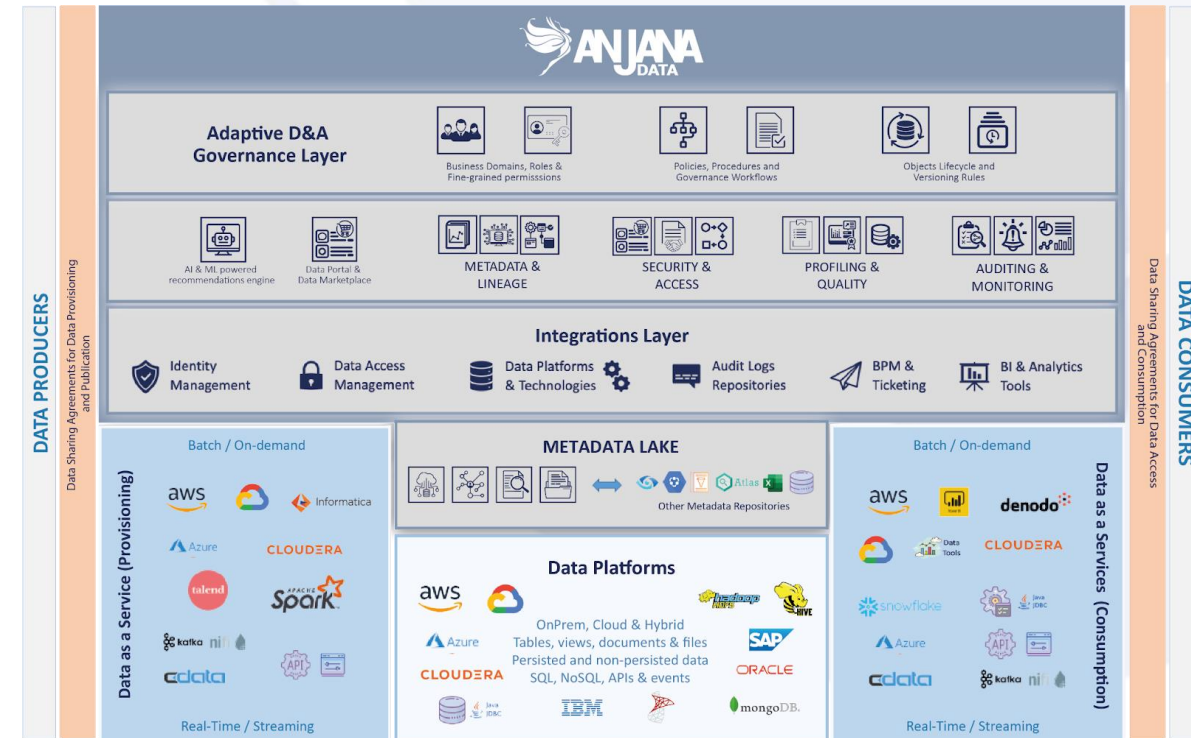 ANJANA
DATA
DATA PRODUCERS
Data Sharing Agreements for Data Provisioning
and Publication
Adaptive D&A
Governance Layer
Business Domains, Roles &
Fine-grained permisssions
Policies, Procedures and
Governance Workflows
Objects Lifecycle and
Versioning Rules
AI & ML powered
recommendations engine
Data Portal &
Data Marketplace
METADATA &
LINEAGE
SECURITY &
ACCESS
PROFILING &
QUALITY
AUDITING &
MONITORING
Integrations Layer
Identity
Management
Data Access
Management
Data Platforms
& Technologies
Audit Logs
Repositories
BPM &
Ticketing
BI & Analytics
Tools
Data as a Service (Provisioning)
Batch / On-demand
aws
Informatica
Azure
CLOUDERA
talend
APACHE
Spark
kafka
nifi
API
cdata
Real-Time / Streaming
METADATA LAKE
Atlas
Other Metadata Repositories
Data Platforms
aws
hadoop
HIVE
OnPrem, Cloud & Hybrid
Azure
Tables, views, documents & files
SAP
Persisted and non-persisted data
CLOUDERA
ORACLE
SQL, NoSQL, APIs & events
Java
JDBC
IBM
mongoDB.
Batch / On-demand
aws
denodo
Data
Tools
CLOUDERA
snowflake
Java
JDBC
Azure
API
cdata
kafka
nifi
Real-Time / Streaming
Data as a Services (Consumption)
Data Sharing Agreements for Data Access
and Consumption
DATA CONSUMERS